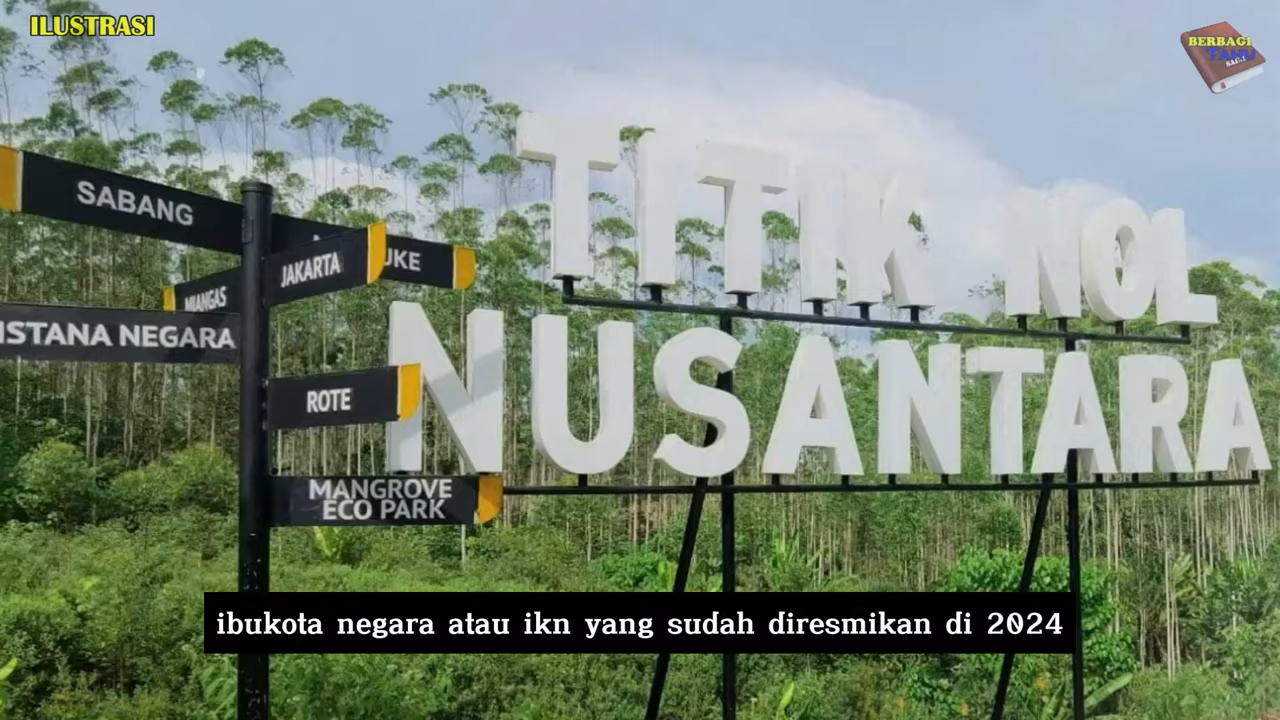 ILUSTRASI
BERBAGI
TAHU
SABANG
JAKARTA
UKE
MIANGAS
ISTANA NEGARA
ROTE
MANGROVE
ECO PARK
TITIK NOL
NUSANTARA
ibukota negara atau ikn yang sudah diresmikan di 2024